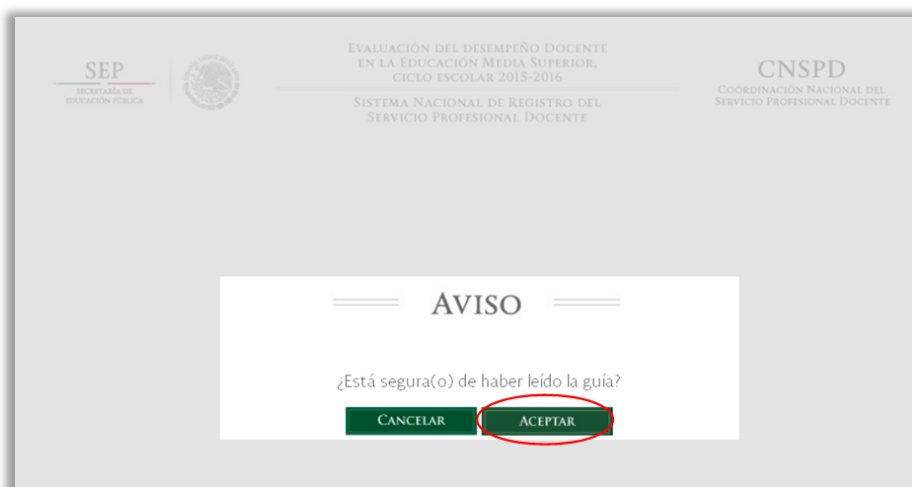 SEP
SECRETARÍA DE
EDUCACIÓN PÚBLICA
EVALUACIÓN DEL DESEMPEÑO DOCENTE
EN LA EDUCACIÓN MEDIA SUPERIOR,
CICLO ESCOLAR 2015-2016
SISTEMA NACIONAL DE REGISTRO DEL
SERVICIO PROFESIONAL DOCENTE
CNSPD
COORDINACIÓN NACIONAL DEL
SERVICIO PROFESIONAL DOCENTE
AVISO
¿Está segura(o) de haber leído la guía?
CANCELAR
ACEPTAR